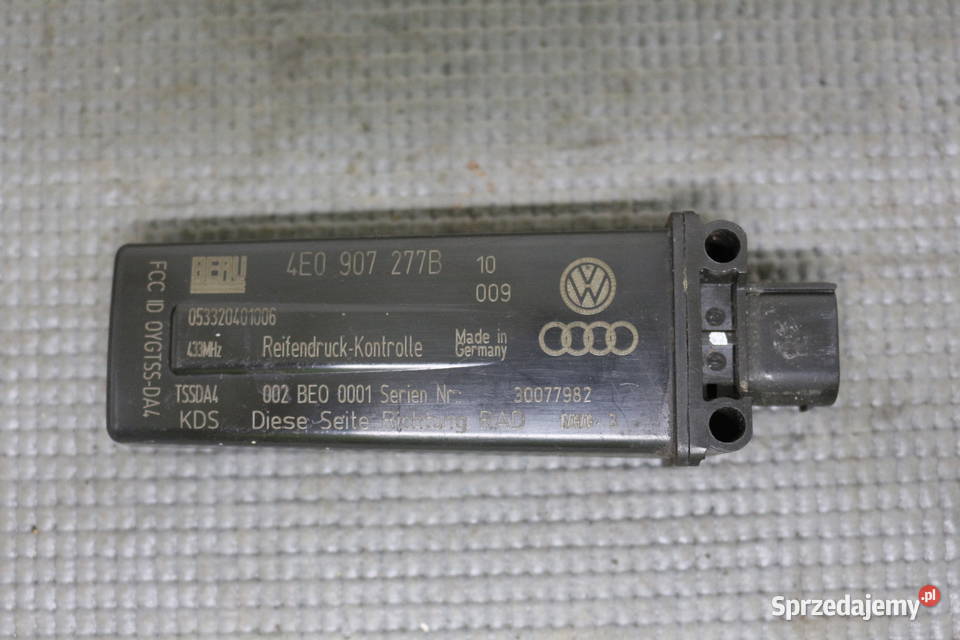 BERU
4E0 907 277B
10
009
FCC ID OYGTSS-DA4
053320401006
433MHz
Reifendruck-Kontrolle
Made in
Germany
TSSDA4
002 BE0 0001 Serien Nr:
30077982
KDS
Diese Seite Richtung RAD
Sprzedajemy.pl